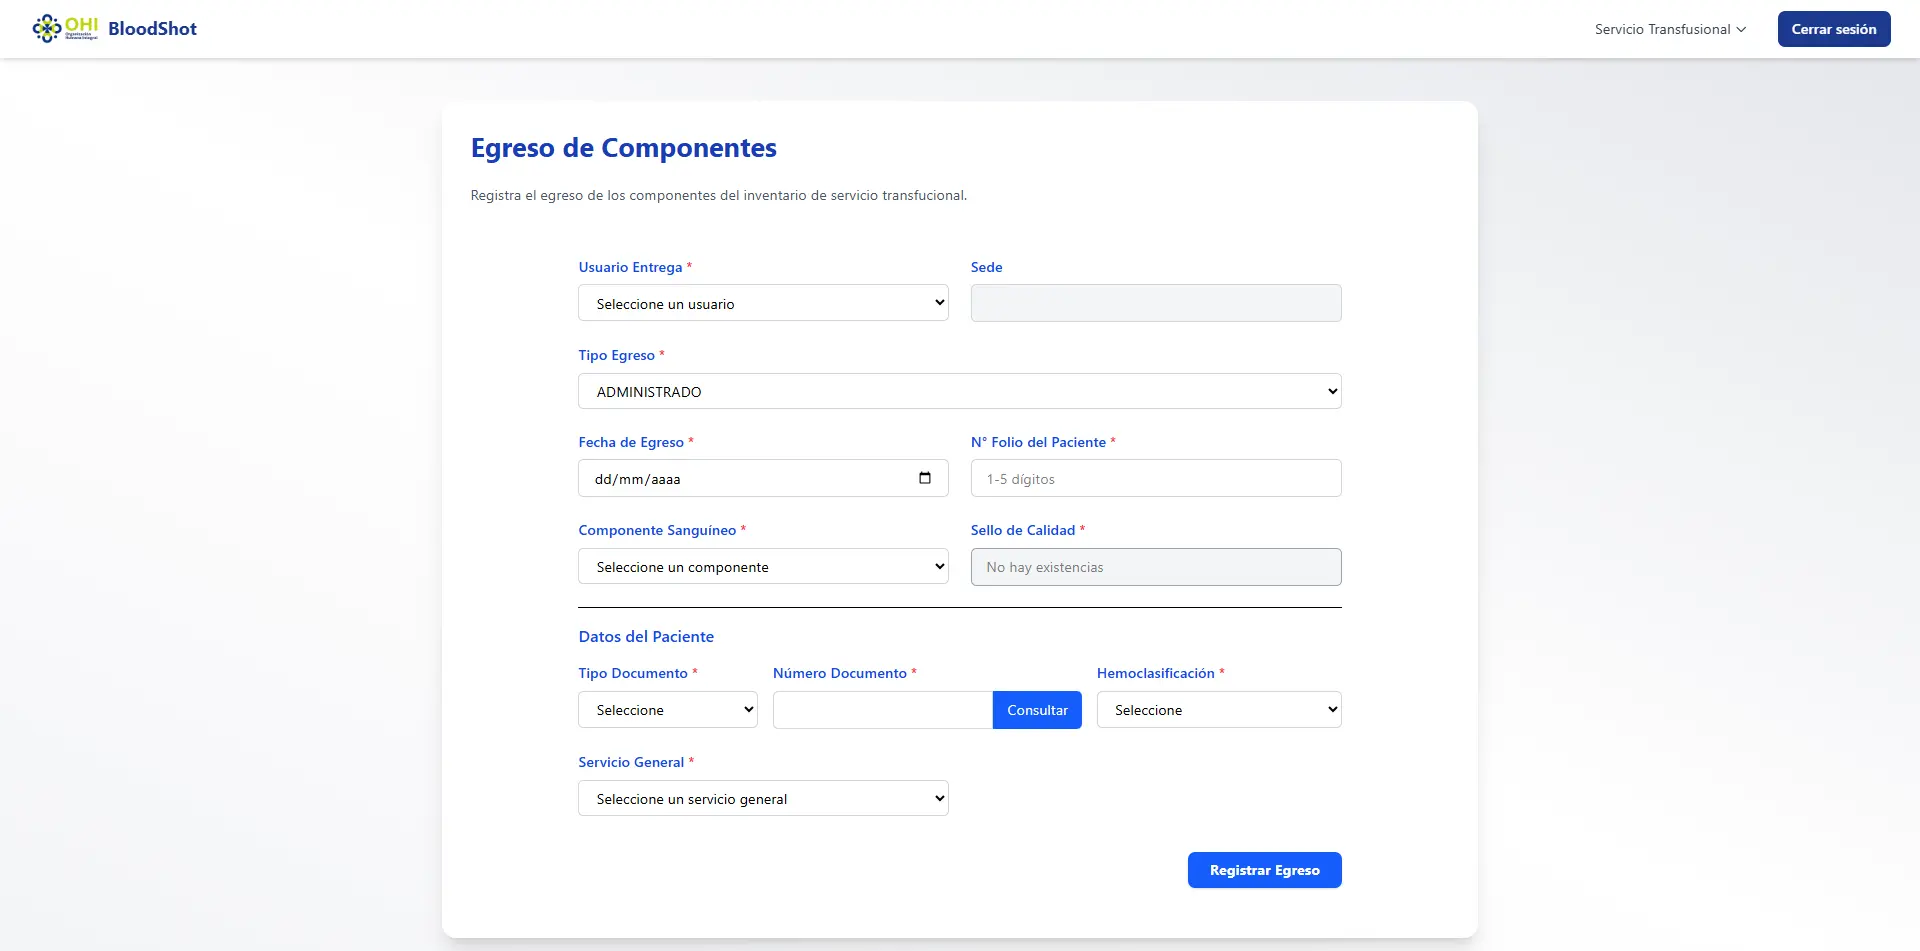 OHI
Organización
Humana Integral
BloodShot
Servicio Transfusional
Cerrar sesión
Egreso de Componentes
Registra el egreso de los componentes del inventario de servicio transfucional.
Usuario Entrega *
Sede
Seleccione un usuario
Tipo Egreso *
ADMINISTRADO
Fecha de Egreso *
N° Folio del Paciente *
dd/mm/aaaa
1-5 dígitos
Componente Sanguíneo *
Sello de Calidad *
Seleccione un componente
No hay existencias
Datos del Paciente
Tipo Documento *
Número Documento *
Hemoclasificación *
Seleccione
Consultar
Seleccione
Servicio General *
Seleccione un servicio general
Registrar Egreso